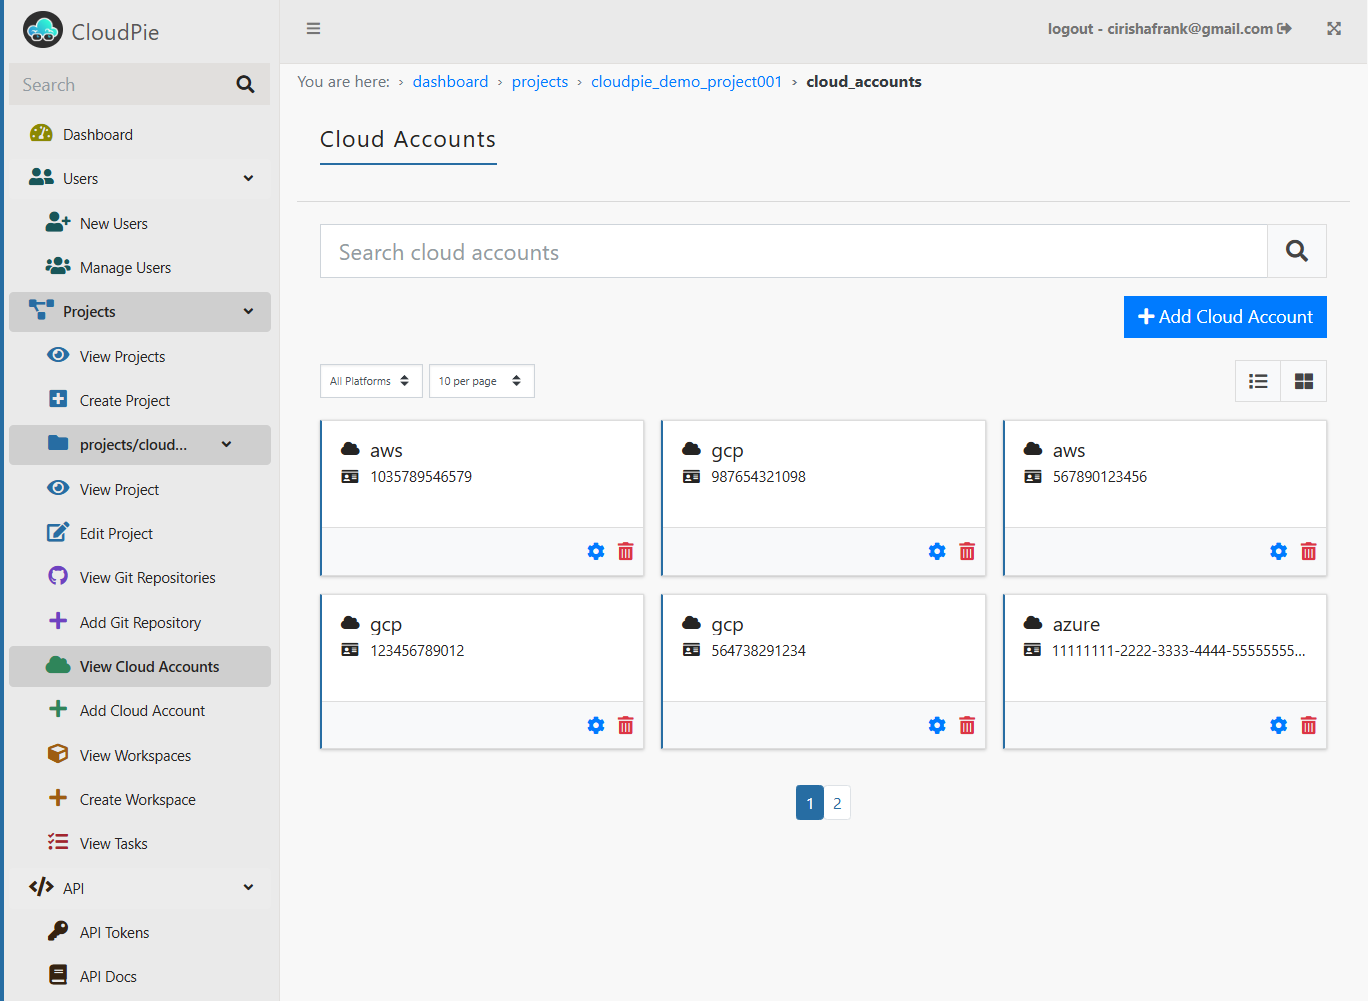 CloudPie
Search
Dashboard
Users
New Users
Manage Users
Projects
View Projects
Create Project
projects/cloud...
View Project
Edit Project
View Git Repositories
Add Git Repository
View Cloud Accounts
Add Cloud Account
View Workspaces
Create Workspace
View Tasks
API
API Tokens
API Docs
logout - cirishafrank@gmail.com
You are here: › dashboard › projects › cloudpie_demo_project001 › cloud_accounts
Cloud Accounts
Search cloud accounts
Add Cloud Account
All Platforms 10 per page
aws
1035789546579
gcp
987654321098
aws
567890123456
gcp
123456789012
gcp
564738291234
azure
11111111-2222-3333-4444-55555555...
1 2